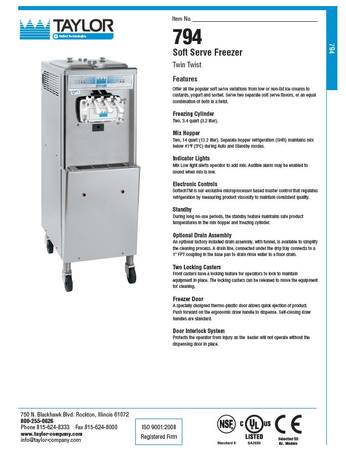 TAYLOR
Item No.
794
Soft Serve Freezer
Twin Twist
794
Features
Offer all the popular soft serve variations from low or non-fat ice creams to
custards, yogurt and sorbet. Serve two separate soft serve flavors, or an equal
combination of both in a twist.
Freezing Cylinder
Two, 3.4 quart (3.2 liter).
Mix Hopper
Two, 14 quart (13.2 liter). Separate hopper refrigeration (SHR) maintains mix
below 41°F (5°C) during Auto and Standby modes.
Indicator Lights
Mix Low light alerts operator to add mix. Audible alarm may be enabled to
sound when mix is low.
Electronic Controls
Softech™ is our exclusive microprocessor based master control that regulates
refrigeration by measuring product viscosity to maintain consistent quality.
Standby
During long no-use periods, the standby feature maintains safe product
temperatures in the mix hopper and freezing cylinder.
Optional Drain Assembly
An optional factory installed drain assembly, with funnel, is available to simplify
the cleaning process. A drain line, connected under the drip tray connects to a
1" FPT coupling in the base pan to drain rinse water to a floor drain.
Two Locking Casters
Front casters have a locking feature for operators to lock to maintain
equipment in place. The locking casters can be released to move the equipment
for cleaning.
Freezer Door
A specially designed thermo-plastic door allows quick ejection of product.
Push forward on the ergonomic draw handle to dispense. Self-closing draw
handles are standard.
Door Interlock System
Protects the operator from injury as the beater will not operate without the
dispensing door in place.
750 N. Blackhawk Blvd. Rockton, Illinois 61072
800-255-0626
Phone 815-624-8333 Fax 815-624-8000
www.taylor-company.com
info@taylor-company.com
ISO 9001:2008
Registered Firm
NSF
C UL US
LISTED
CE